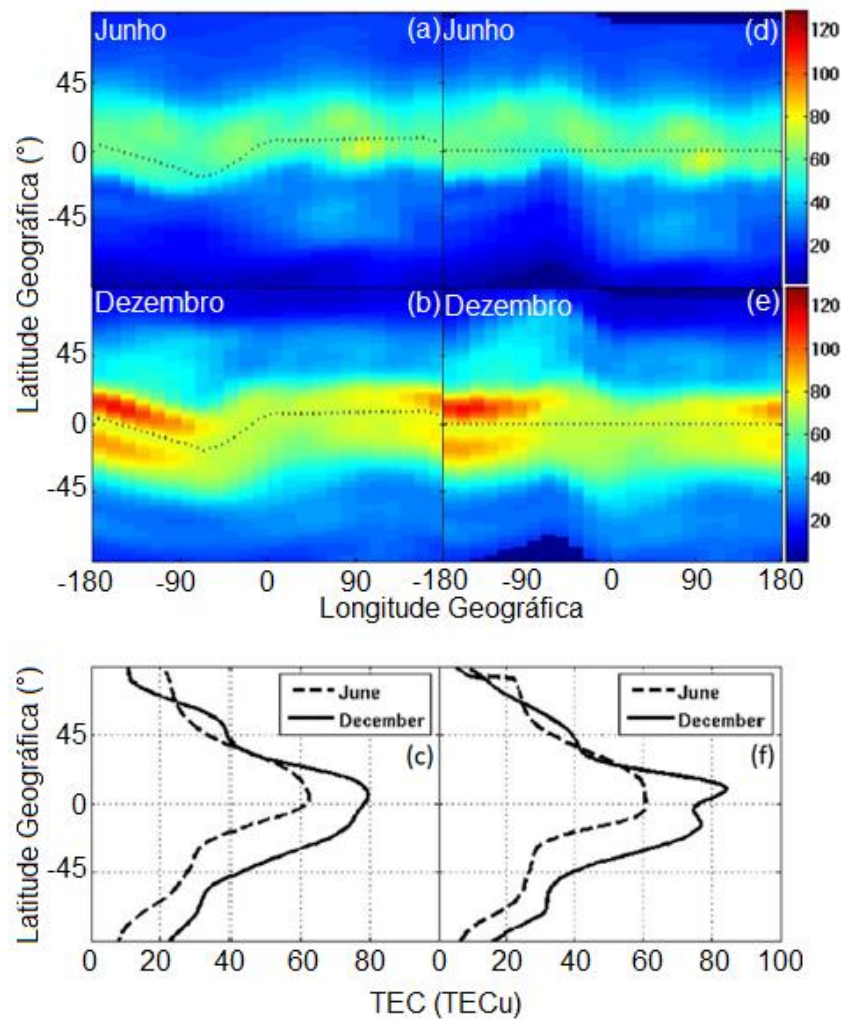 Junho (a)
Junho (d)
120
100
80
60
40
20
45
0
-45
Latitude Geográfica (°)
Dezembro (b)
Dezembro (e)
120
100
80
60
40
20
45
0
-45
-180 -90 0 90 -180 -90 0 90 180
Longitude Geográfica
June
December
(c)
June
December
(f)
45
0
-45
Latitude Geográfica (°)
0 20 40 60 80 0 20 40 60 80 100
TEC (TECu)